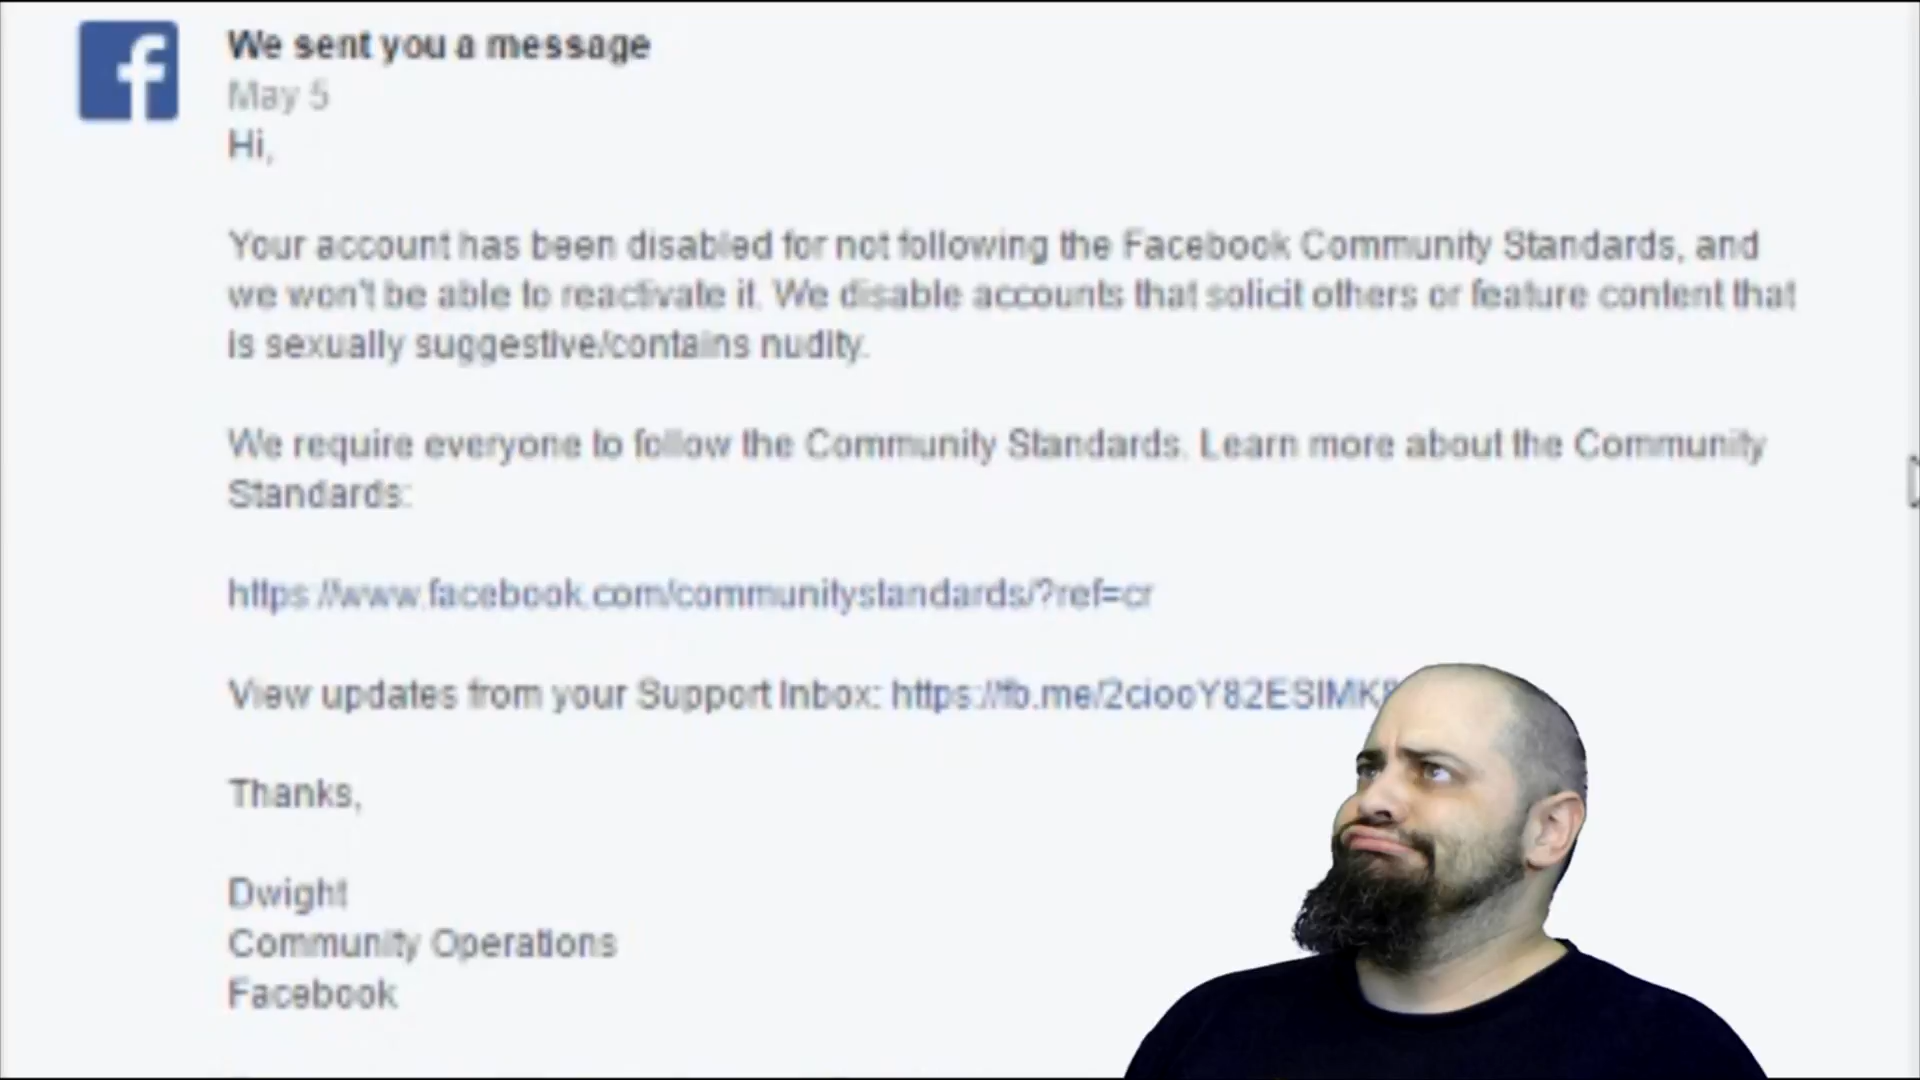 We sent you a message
May 5
Hi,
Your account has been disabled for not following the Facebook Community Standards, and
we won't be able to reactivate it. We disable accounts that solicit others or feature content that
is sexually suggestive/contains nudity.
We require everyone to follow the Community Standards. Learn more about the Community
Standards:
https://www.facebook.com/communitystandards/?ref=cr
View updates from your Support Inbox:
Thanks,
Dwight
Community Operations
Facebook